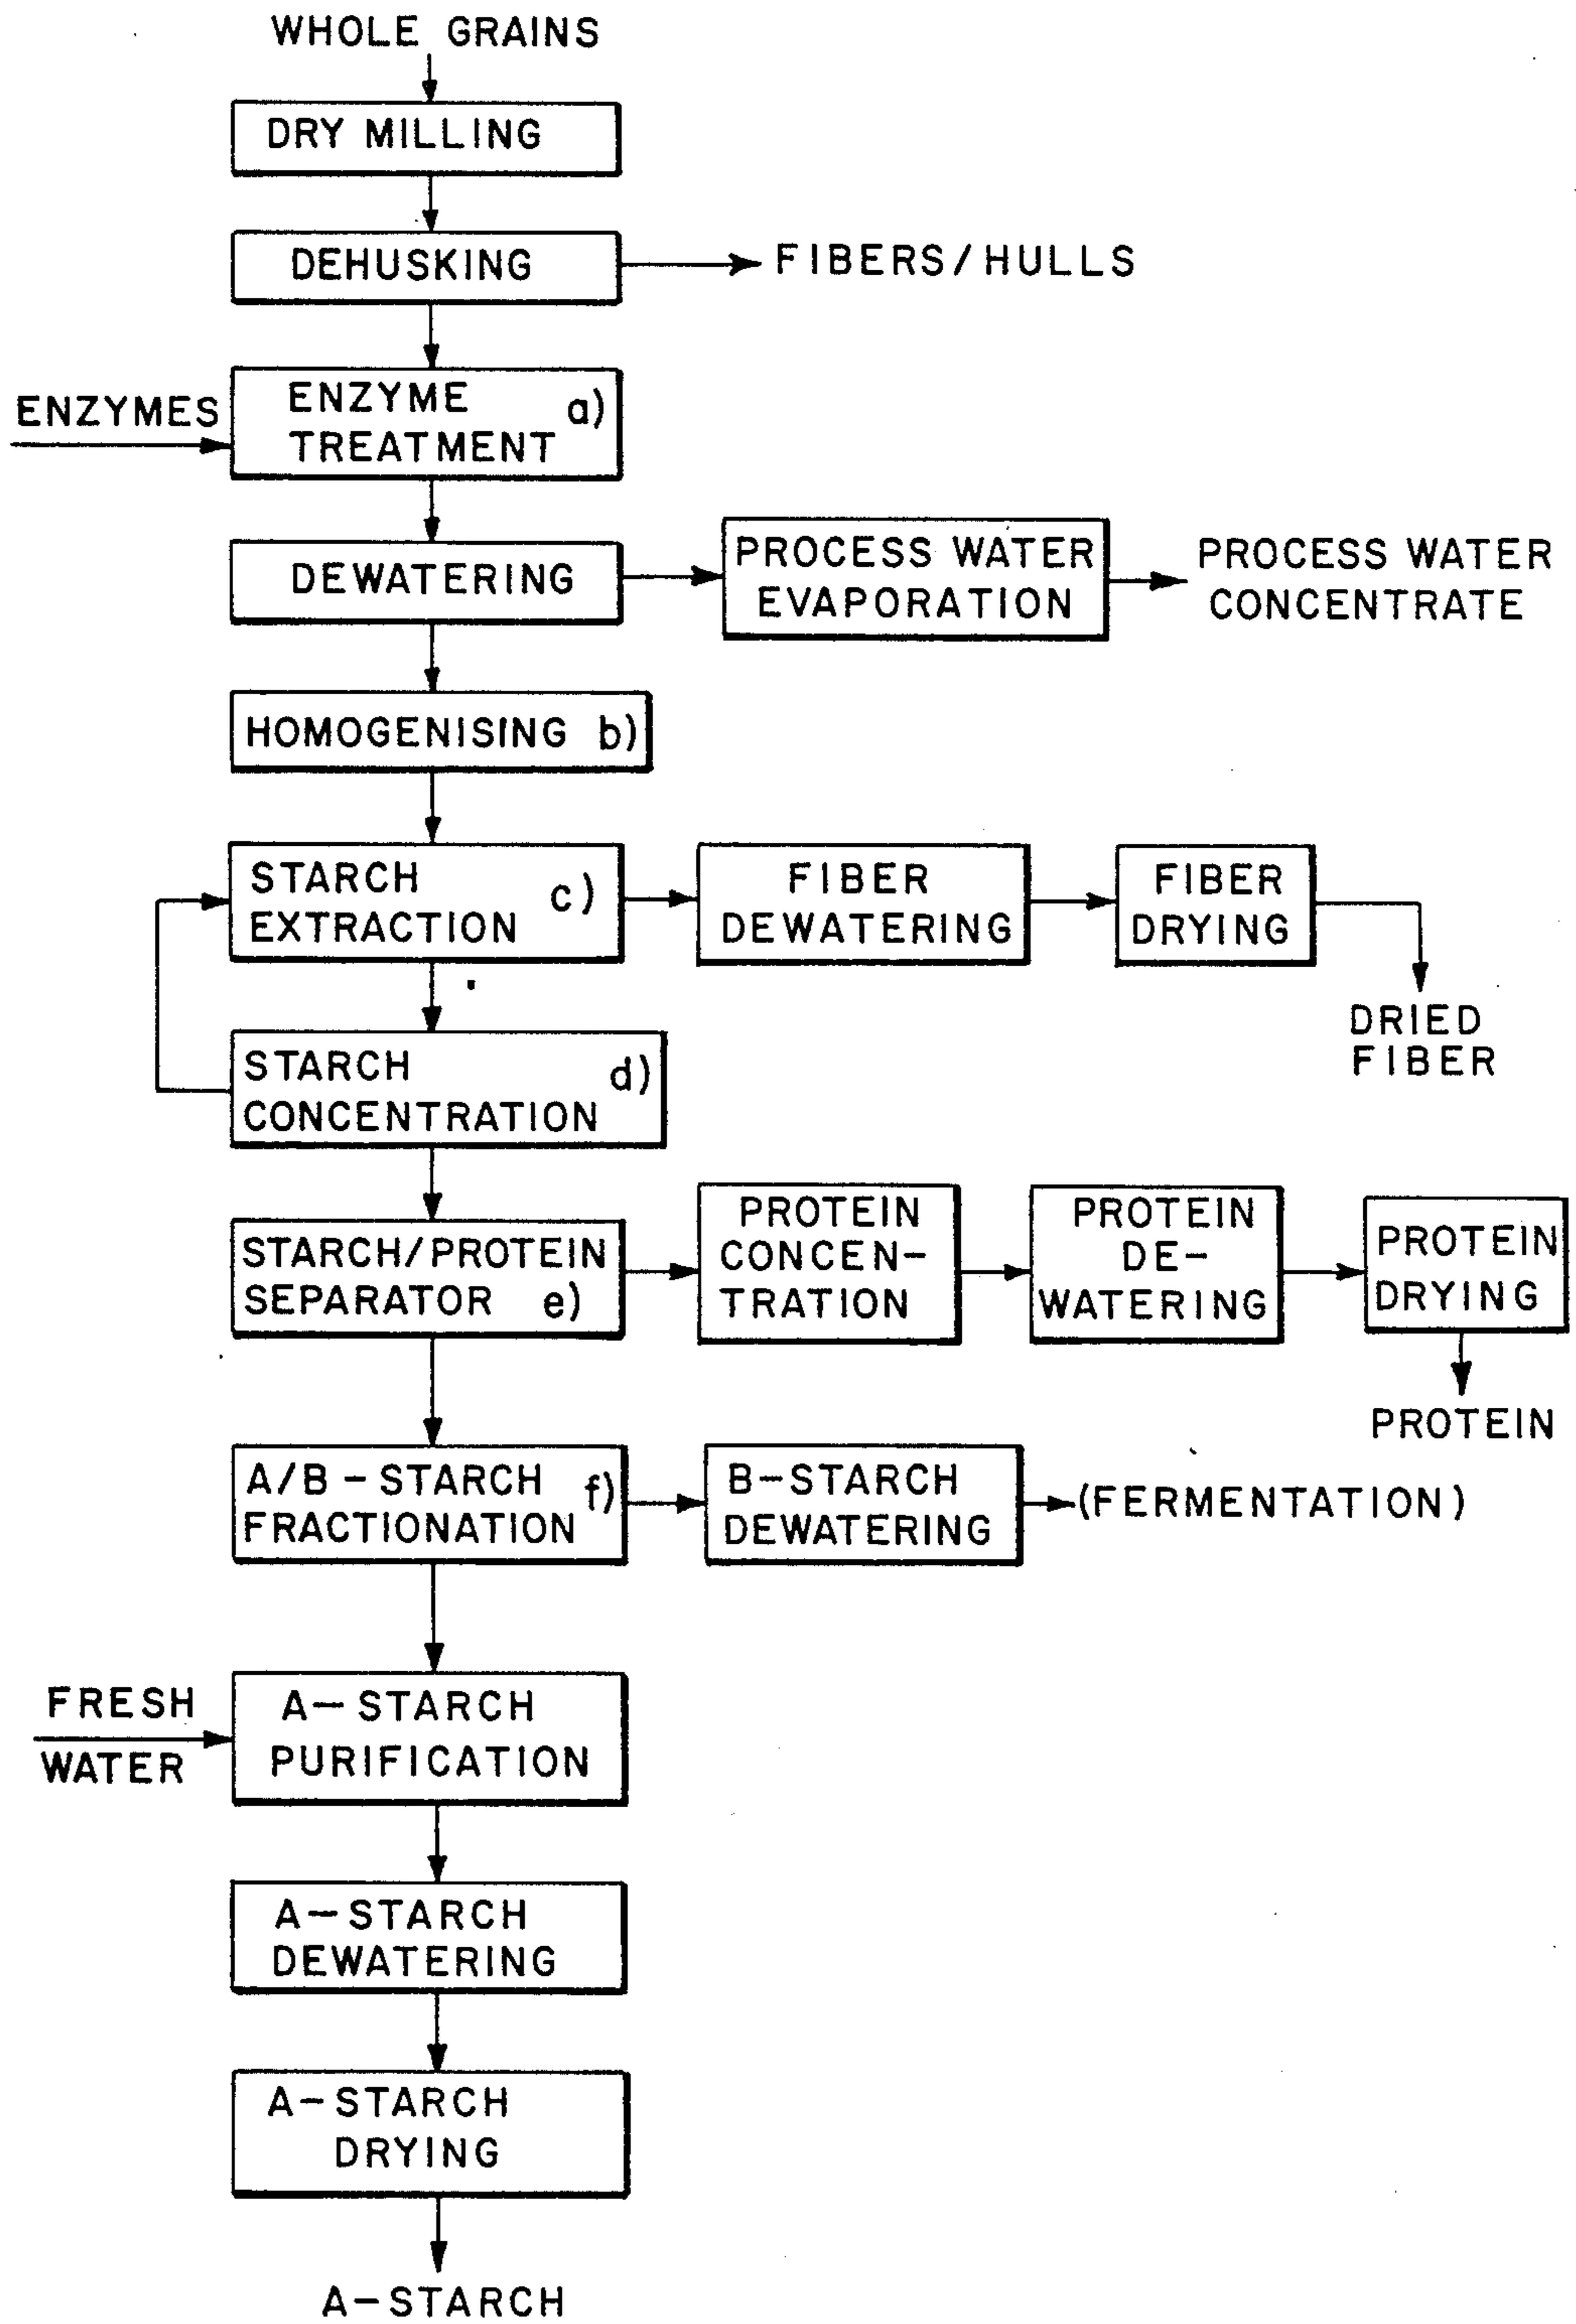 WHOLE GRAINS
DRY MILLING
DEHUSKING
FIBERS/HULLS
ENZYMES
ENZYME
TREATMENT
a)
DEWATERING
PROCESS WATER
EVAPORATION
PROCESS WATER
CONCENTRATE
HOMOGENISING b)
STARCH
EXTRACTION
c)
FIBER
DEWATERING
FIBER
DRYING
DRIED
FIBER
STARCH
CONCENTRATION
d)
STARCH/PROTEIN
SEPARATOR e)
PROTEIN
CONCEN-
TRATION
PROTEIN
DE-
WATERING
PROTEIN
DRYING
PROTEIN
A/B-STARCH
FRACTIONATION
f)
B-STARCH
DEWATERING
(FERMENTATION)
FRESH
WATER
A-STARCH
PURIFICATION
A-STARCH
DEWATERING
A-STARCH
DRYING
A-STARCH